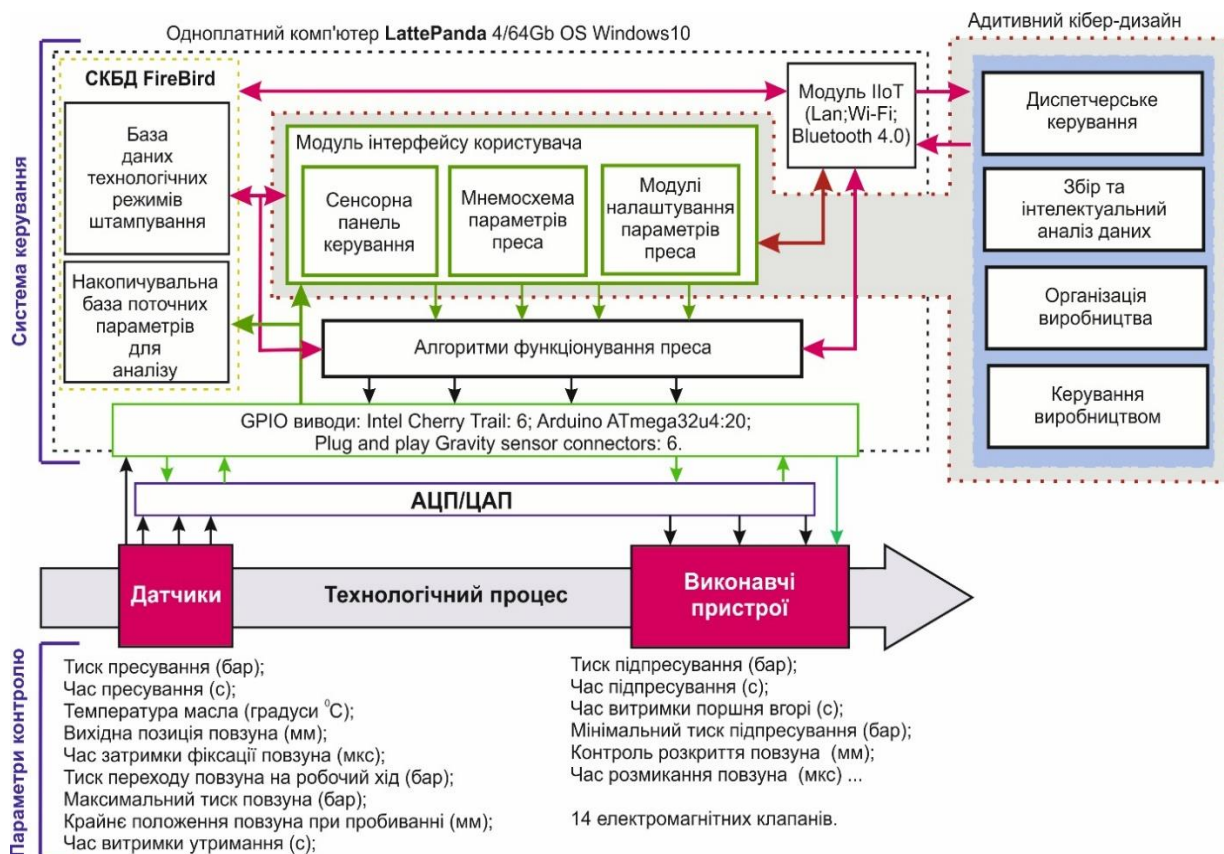 Одноплатний комп'ютер LattePanda 4/64Gb OS Windows10
Адитивний кібер-дизайн
Система керування
СКБД FireBird
База
даних
технологічних
режимів
штампування
Накопичувальна
база поточних
параметрів
для
аналізу
Модуль інтерфейсу користувача
Сенсорна
панель
керування
Мнемосхема
параметрів
преса
Модулі
налаштування
параметрів
преса
Модуль IIoT
(Lan;Wi-Fi;
Bluetooth 4.0)
Диспетчерське
керування
Збір та
інтелектуальний
аналіз даних
Організація
виробництва
Керування
виробництвом
Алгоритми функціонування преса
GPIO виводи: Intel Cherry Trail: 6; Arduino ATmega32u4:20;
Plug and play Gravity sensor connectors: 6.
АЦП/ЦАП
Датчики
Технологічний процес
Виконавчі
пристрої
Параметри контролю
Тиск пресування (бар);
Час пресування (с);
Температура масла (градуси ⁰С);
Вихідна позиція повзуна (мм);
Час затримки фіксації повзуна (мкс);
Тиск переходу повзуна на робочий хід (бар);
Максимальний тиск повзуна (бар);
Крайнє положення повзуна при пробиванні (мм);
Час витримки утримання (с);
Тиск підпресування (бар);
Час підпресування (с);
Час витримки поршня вгорі (с);
Мінімальний тиск підпресування (бар);
Контроль розкриття повзуна (мм);
Час розмикання повзуна (мкс) ...
14 електромагнітних клапанів.